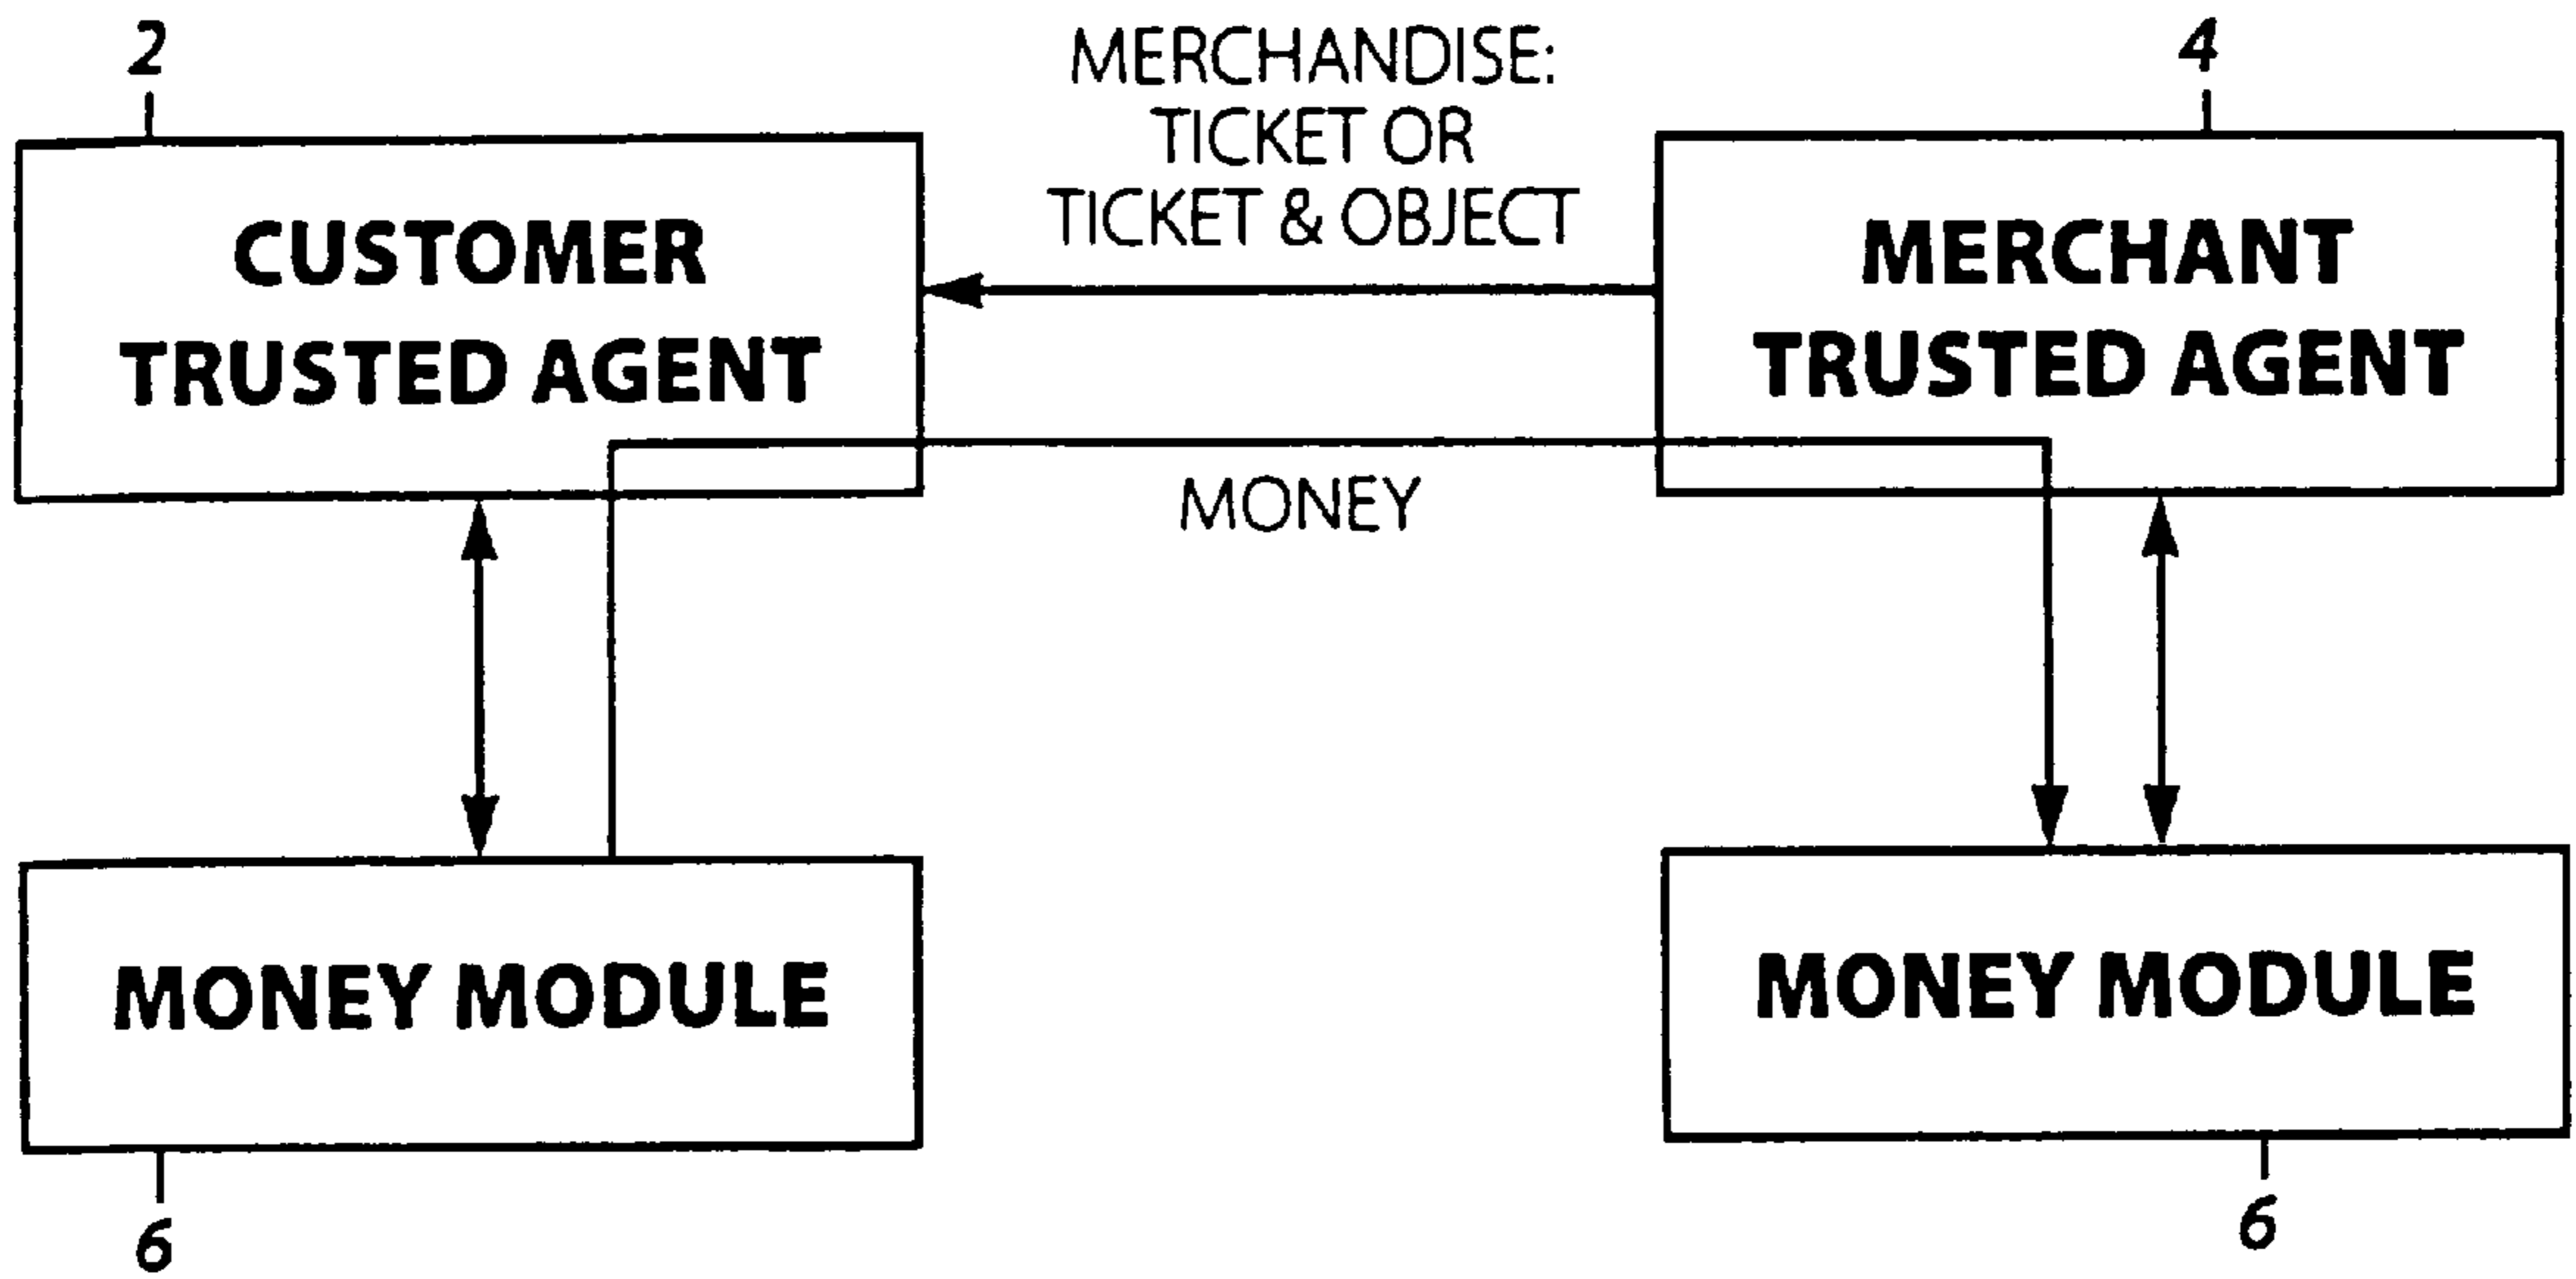 2
4
MERCHANDISE:
TICKET OR
TICKET & OBJECT
CUSTOMER
TRUSTED AGENT
MERCHANT
TRUSTED AGENT
MONEY
MONEY MODULE
MONEY MODULE
6
6